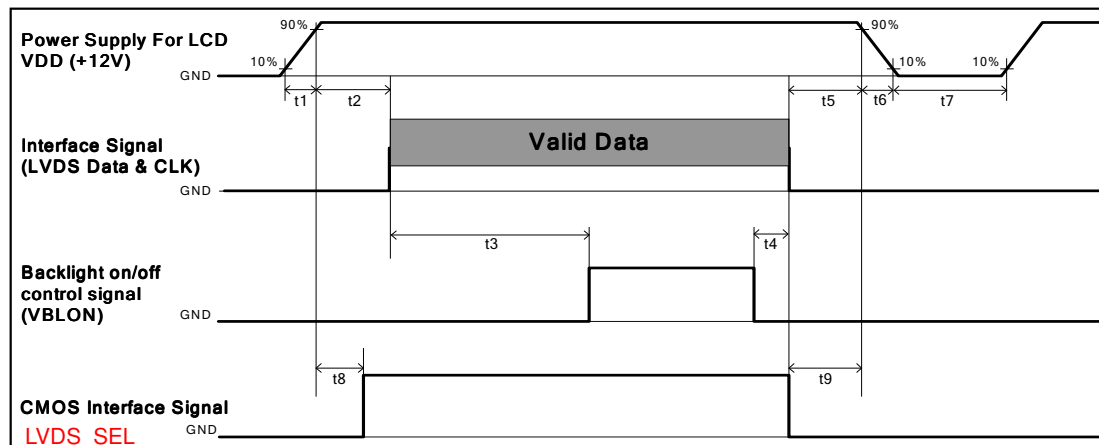 90%
90%
Power Supply For LCD
VDD (+12V)
10%
10%
10%
GND
t1
t2
t5
t6
t7
Valid Data
Interface Signal
(LVDS Data & CLK)
GND
t3
t4
Backlight on/off
control signal
(VBLON)
GND
t8
t9
CMOS Interface Signal
GND
LVDS_SEL